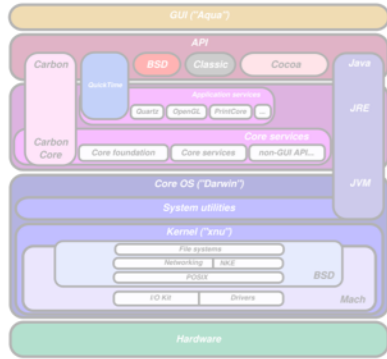 GUI ("Aqua")
API
Carbon
QuickTime
BSD
Classic
Cocoa
Java
Application services
Quartz
OpenGL
PrintCore
...
JRE
Core services
Carbon
Core
Core foundation
Core services
non-GUI API...
Core OS ("Darwin")
JVM
System utilities
Kernel ("xnu")
File systems
Networking
NKE
POSIX
BSD
I/O Kit
Drivers
Mach
Hardware